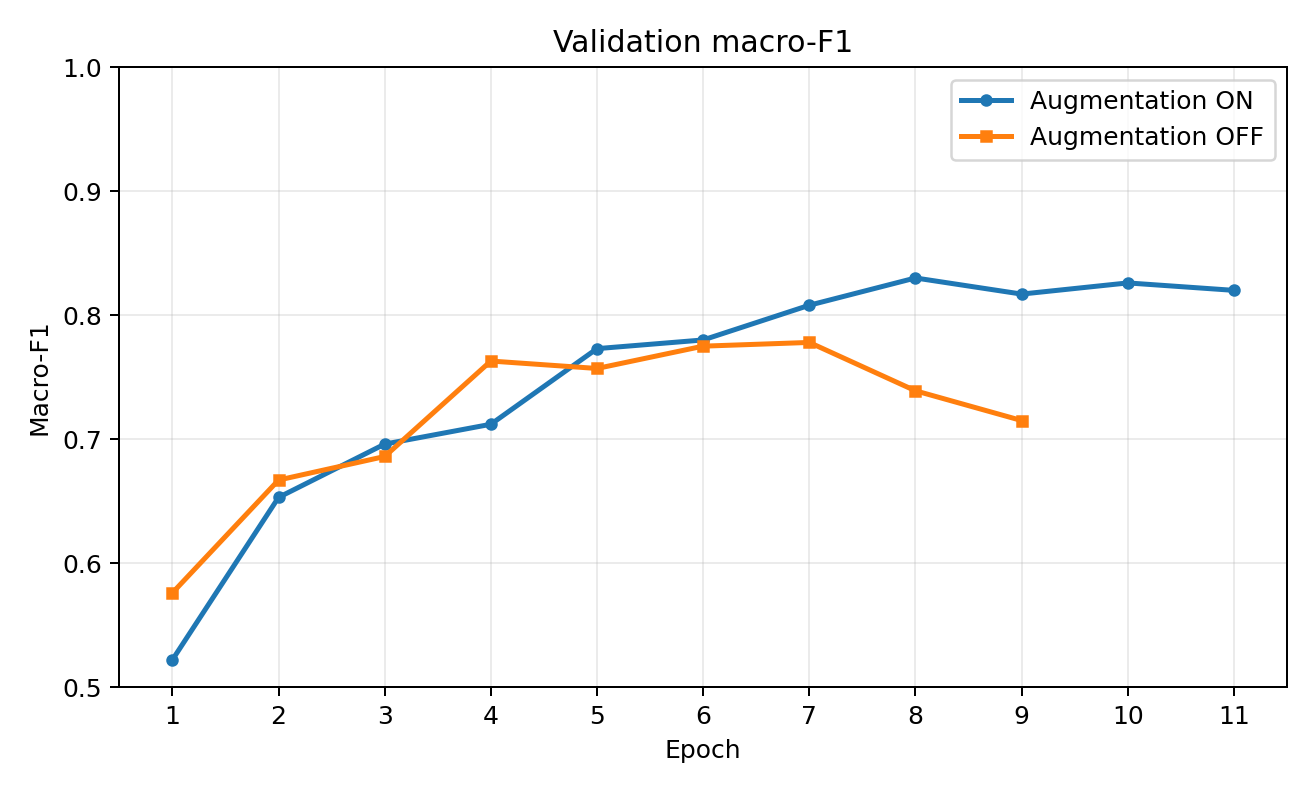 Validation macro-F1
1.0
0.9
0.8
0.7
0.6
0.5
Macro-F1
Augmentation ON
Augmentation OFF
1 2 3 4 5 6 7 8 9 10 11
Epoch